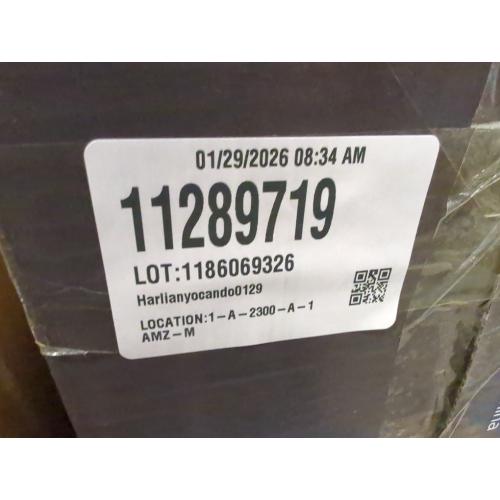 01/29/2026 08:34 AM
11289719
LOT:1186069326
Harlianyocando0129
LOCATION:1-A-2300-A-1
AMZ-M